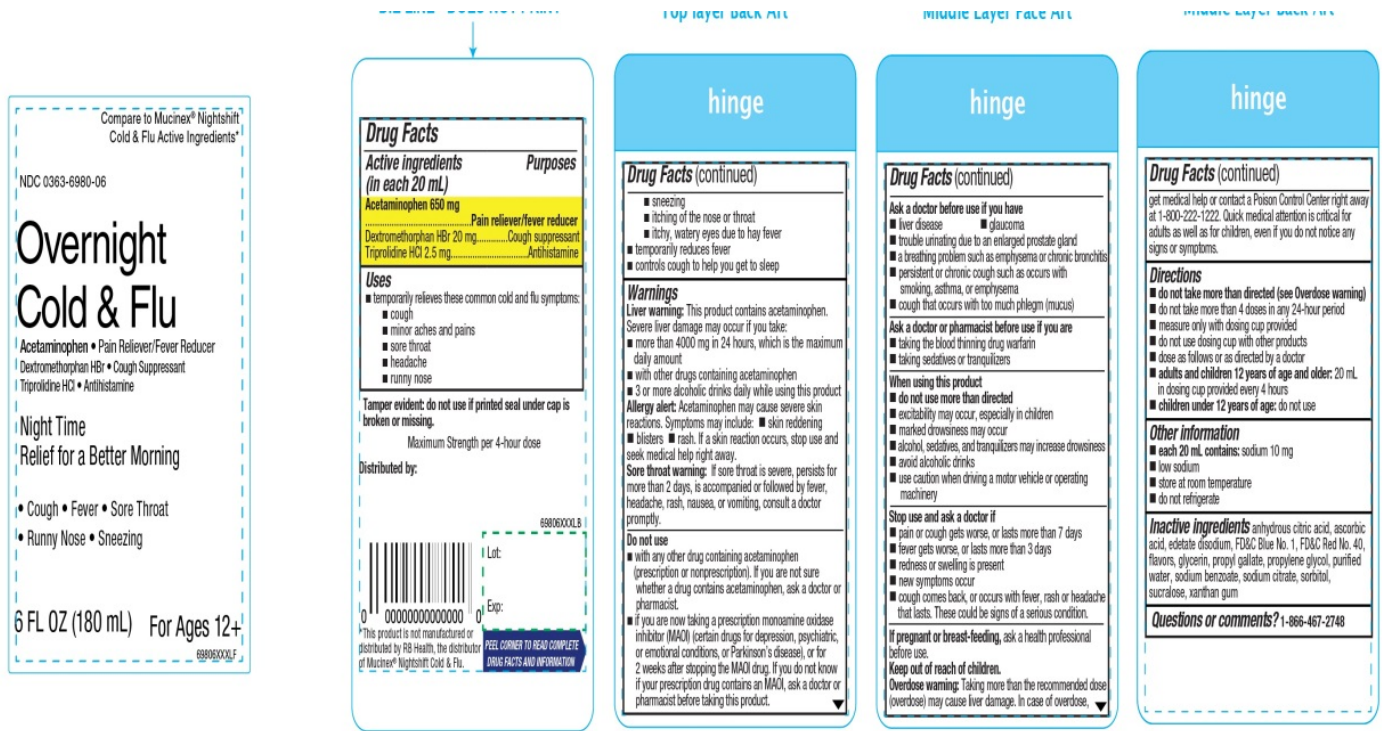 Compare to Mucinex® Nightshift
Cold & Flu Active Ingredients*
NDC 0363-6980-06
Overnight
Cold & Flu
Acetaminophen • Pain Reliever/Fever Reducer
Dextromethorphan HBr • Cough Suppressant
Triprolidine HCl • Antihistamine
Night Time
Relief for a Better Morning
• Cough • Fever • Sore Throat
• Runny Nose • Sneezing
6 FL OZ (180 mL) For Ages 12+
69806XXXLF
DIE LINE - DOES NOT PRINT
Drug Facts
Active ingredients Purposes
(in each 20 mL)
Acetaminophen 650 mg
..............................................Pain reliever/fever reducer
Dextromethorphan HBr 20 mg.............Cough suppressant
Triprolidine HCl 2.5 mg................................Antihistamine
Uses
■ temporarily relieves these common cold and flu symptoms:
■ cough
■ minor aches and pains
■ sore throat
■ headache
■ runny nose
Tamper evident: do not use if printed seal under cap is
broken or missing.
Maximum Strength per 4-hour dose
Distributed by:
69806XXXLB
Lot:
Exp:
0 00000000000000 0
*This product is not manufactured or
distributed by RB Health, the distributor
of Mucinex® Nightshift Cold & Flu.
PEEL CORNER TO READ COMPLETE
DRUG FACTS AND INFORMATION
Top layer Back Art
hinge
Drug Facts (continued)
■ sneezing
■ itching of the nose or throat
■ itchy, watery eyes due to hay fever
■ temporarily reduces fever
■ controls cough to help you get to sleep
Warnings
Liver warning: This product contains acetaminophen.
Severe liver damage may occur if you take:
■ more than 4000 mg in 24 hours, which is the maximum
daily amount
■ with other drugs containing acetaminophen
■ 3 or more alcoholic drinks daily while using this product
Allergy alert: Acetaminophen may cause severe skin
reactions. Symptoms may include: ■ skin reddening
■ blisters ■ rash. If a skin reaction occurs, stop use and
seek medical help right away.
Sore throat warning: If sore throat is severe, persists for
more than 2 days, is accompanied or followed by fever,
headache, rash, nausea, or vomiting, consult a doctor
promptly.
Do not use
■ with any other drug containing acetaminophen
(prescription or nonprescription). If you are not sure
whether a drug contains acetaminophen, ask a doctor or
pharmacist.
■ if you are now taking a prescription monoamine oxidase
inhibitor (MAOI) (certain drugs for depression, psychiatric,
or emotional conditions, or Parkinson's disease), or for
2 weeks after stopping the MAOI drug. If you do not know
if your prescription drug contains an MAOI, ask a doctor or
pharmacist before taking this product.
Middle Layer Face Art
hinge
Drug Facts (continued)
Ask a doctor before use if you have
■ liver disease ■ glaucoma
■ trouble urinating due to an enlarged prostate gland
■ a breathing problem such as emphysema or chronic bronchitis
■ persistent or chronic cough such as occurs with
smoking, asthma, or emphysema
■ cough that occurs with too much phlegm (mucus)
Ask a doctor or pharmacist before use if you are
■ taking the blood thinning drug warfarin
■ taking sedatives or tranquilizers
When using this product
■ do not use more than directed
■ excitability may occur, especially in children
■ marked drowsiness may occur
■ alcohol, sedatives, and tranquilizers may increase drowsiness
■ avoid alcoholic drinks
■ use caution when driving a motor vehicle or operating
machinery
Stop use and ask a doctor if
■ pain or cough gets worse, or lasts more than 7 days
■ fever gets worse, or lasts more than 3 days
■ redness or swelling is present
■ new symptoms occur
■ cough comes back, or occurs with fever, rash or headache
that lasts. These could be signs of a serious condition.
If pregnant or breast-feeding, ask a health professional
before use.
Keep out of reach of children.
Overdose warning: Taking more than the recommended dose
(overdose) may cause liver damage. In case of overdose,
Middle Layer Back Art
hinge
Drug Facts (continued)
get medical help or contact a Poison Control Center right away
at 1-800-222-1222. Quick medical attention is critical for
adults as well as for children, even if you do not notice any
signs or symptoms.
Directions
■ do not take more than directed (see Overdose warning)
■ do not take more than 4 doses in any 24-hour period
■ measure only with dosing cup provided
■ do not use dosing cup with other products
■ dose as follows or as directed by a doctor
■ adults and children 12 years of age and older: 20 mL
in dosing cup provided every 4 hours
■ children under 12 years of age: do not use
Other information
■ each 20 mL contains: sodium 10 mg
■ low sodium
■ store at room temperature
■ do not refrigerate
Inactive ingredients anhydrous citric acid, ascorbic
acid, edetate disodium, FD&C Blue No. 1, FD&C Red No. 40,
flavors, glycerin, propyl gallate, propylene glycol, purified
water, sodium benzoate, sodium citrate, sorbitol,
sucralose, xanthan gum
Questions or comments? 1-866-467-2748